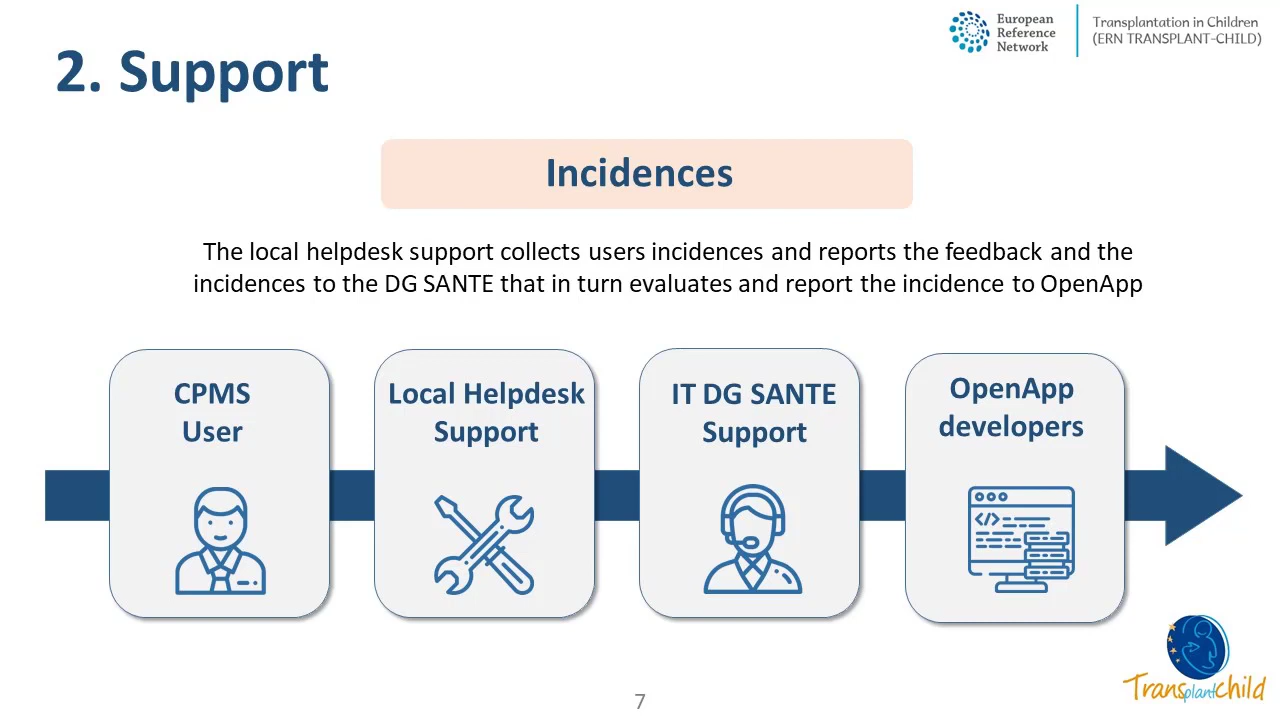 European
Reference
Network
Transplantation in Children
(ERN TRANSPLANT-CHILD)
2. Support
Incidences
The local helpdesk support collects users incidences and reports the feedback and the
incidences to the DG SANTE that in turn evaluates and report the incidence to OpenApp
CPMS
User
Local Helpdesk
Support
IT DG SANTE
Support
OpenApp
developers
</>
Transplantchild
7